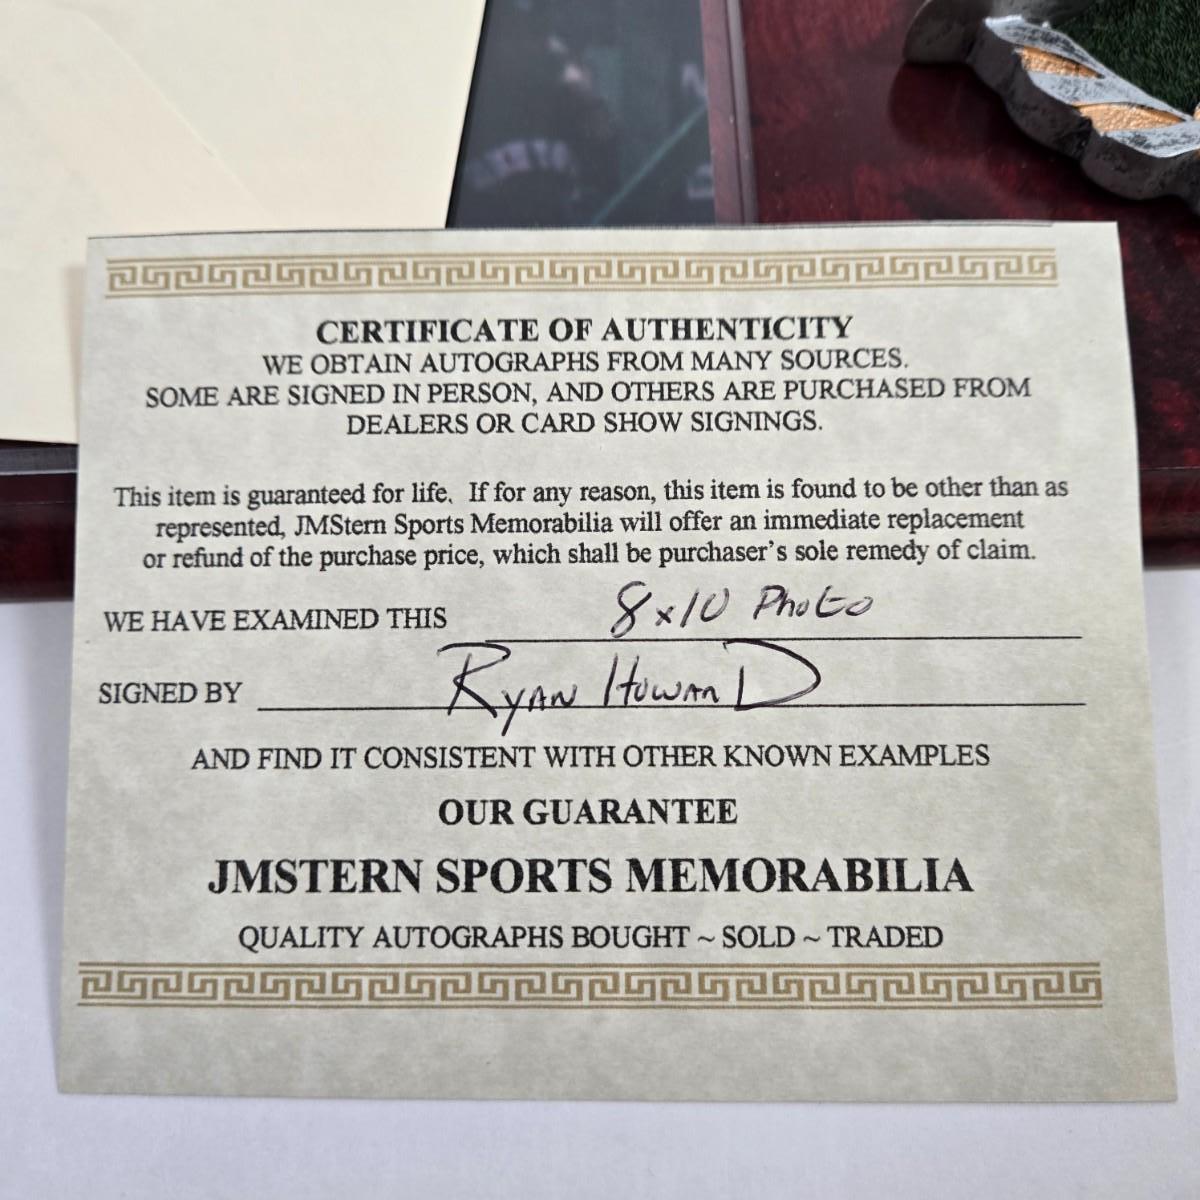 CERTIFICATE OF AUTHENTICITY
WE OBTAIN AUTOGRAPHS FROM MANY SOURCES.
SOME ARE SIGNED IN PERSON, AND OTHERS ARE PURCHASED FROM
DEALERS OR CARD SHOW SIGNINGS.
This item is guaranteed for life. If for any reason, this item is found to be other than as
represented, JMStern Sports Memorabilia will offer an immediate replacement
or refund of the purchase price, which shall be purchaser's sole remedy of claim.
WE HAVE EXAMINED THIS 8x10 Photo
SIGNED BY Ryan Howard
AND FIND IT CONSISTENT WITH OTHER KNOWN EXAMPLES
OUR GUARANTEE
JMSTERN SPORTS MEMORABILIA
QUALITY AUTOGRAPHS BOUGHT ~ SOLD ~ TRADED